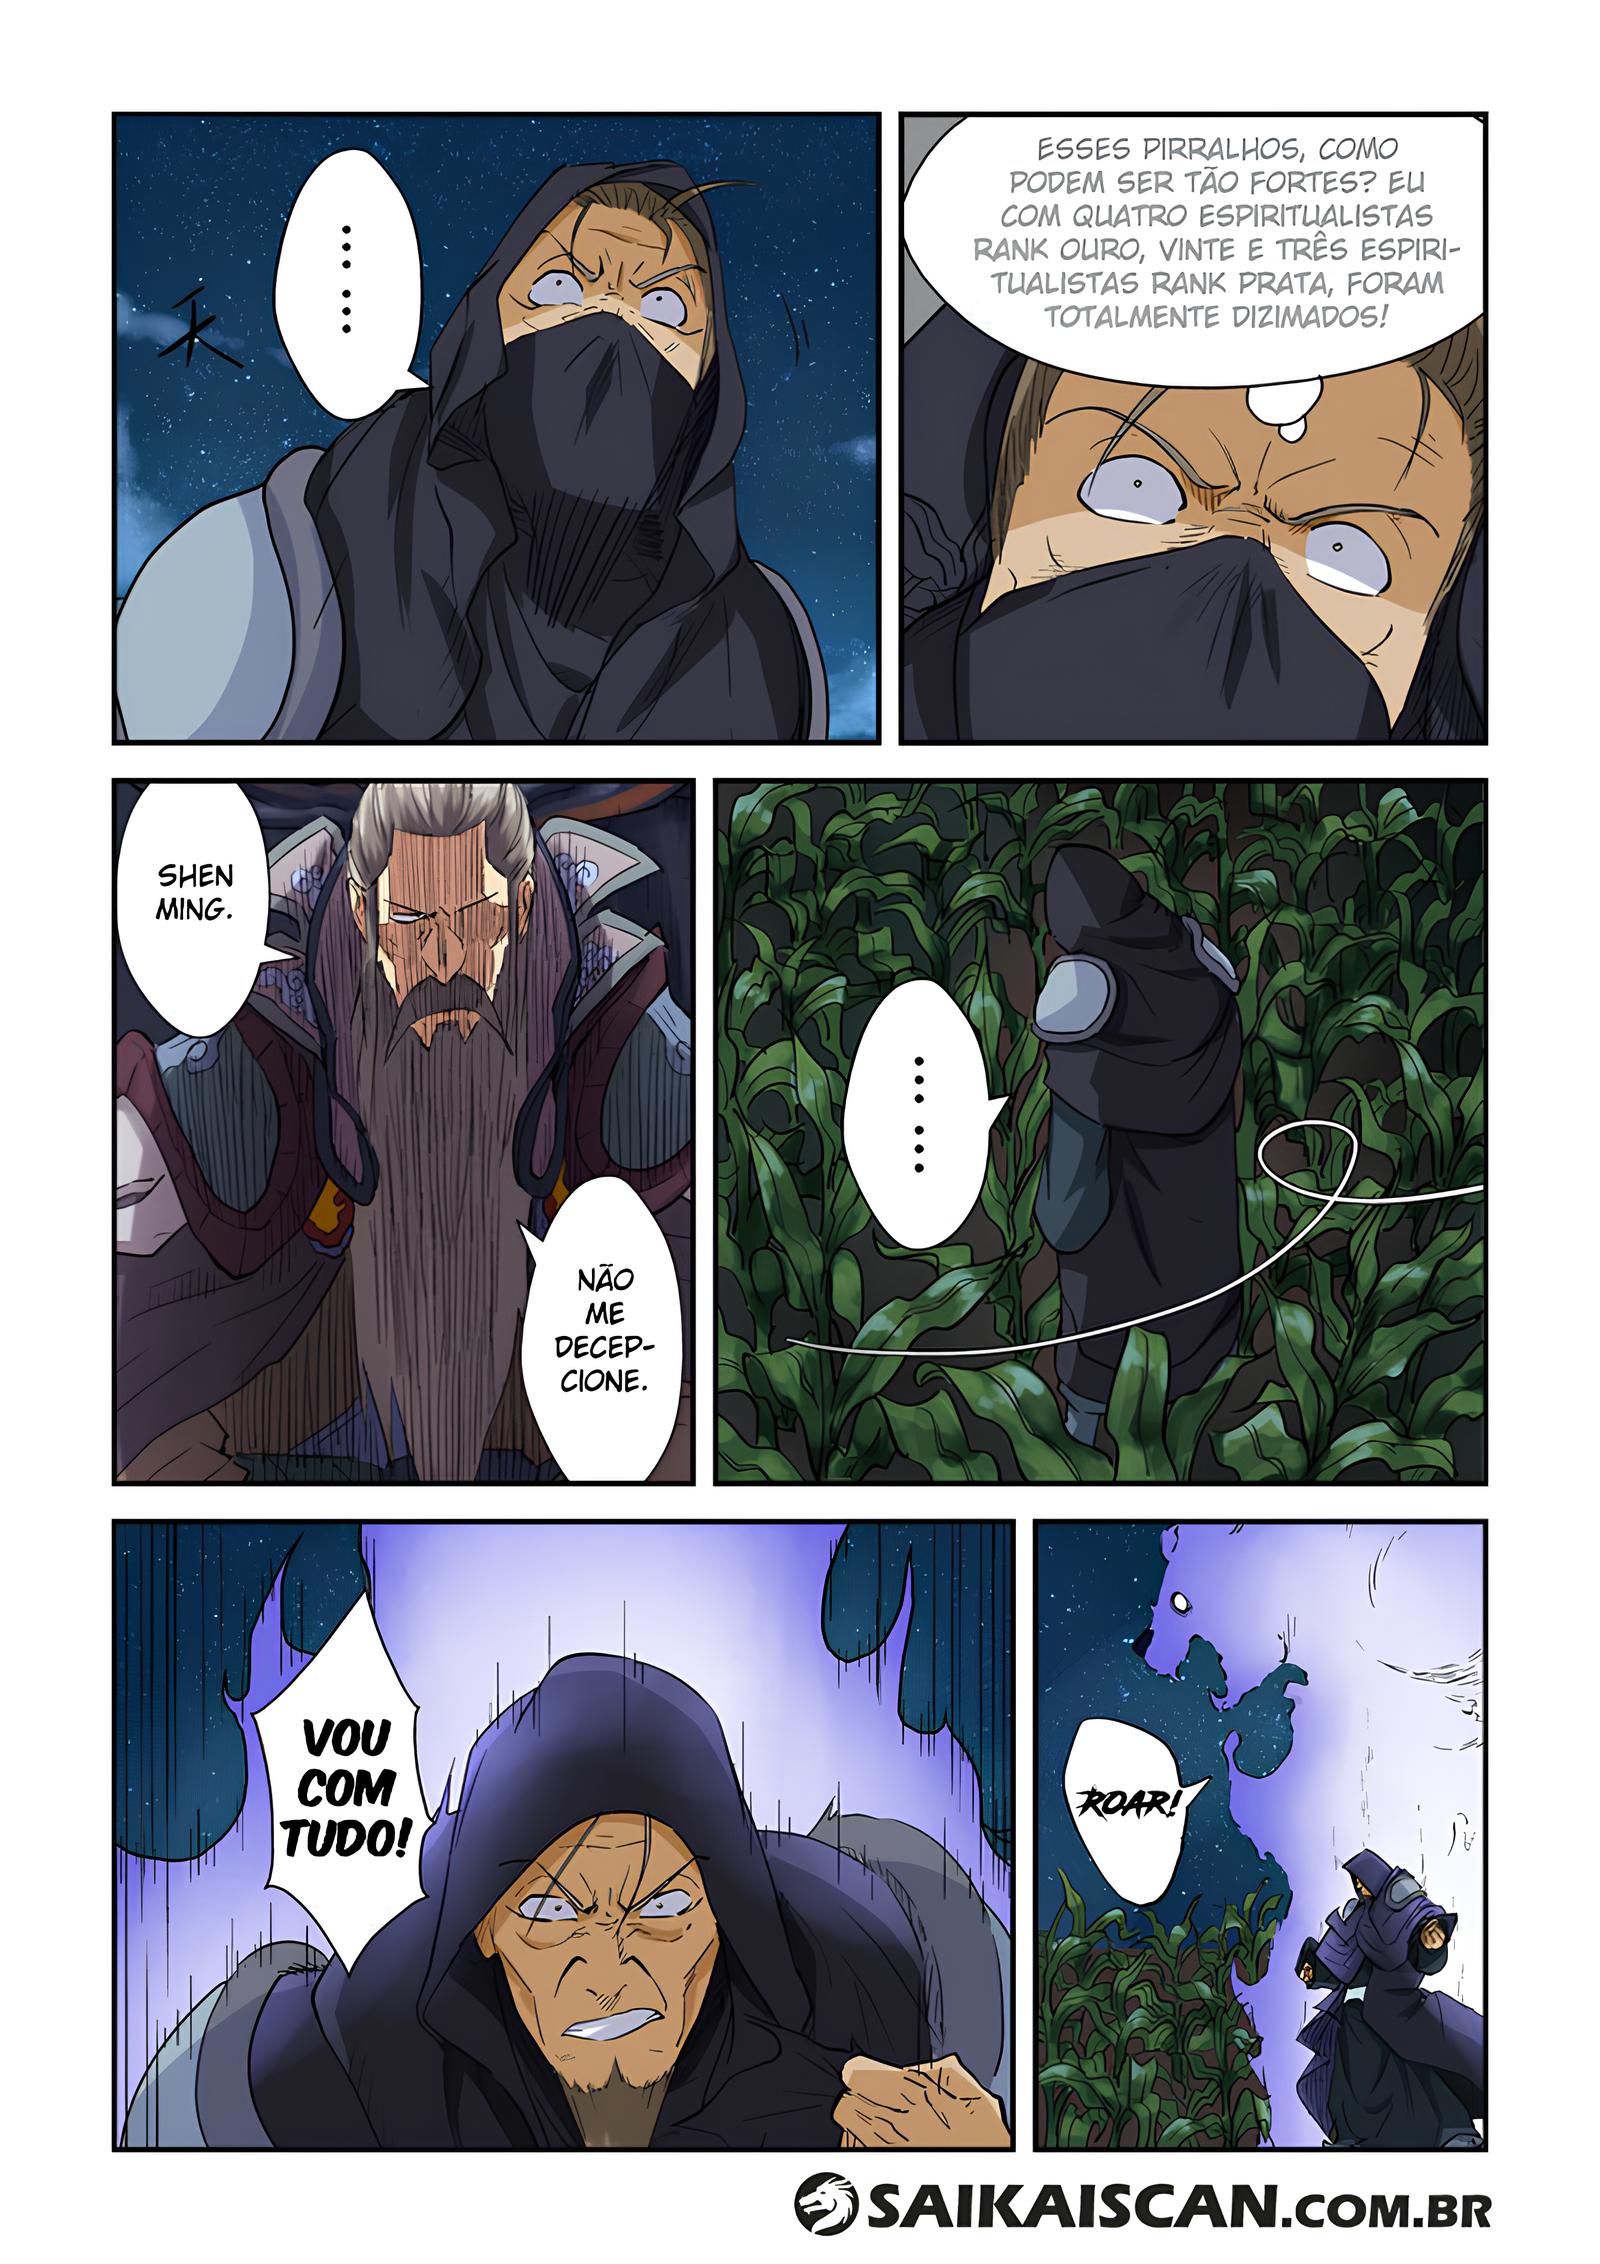 ......
ESSES PIRRALHOS, COMO
PODEM SER TÃO FORTES? EU
COM QUATRO ESPIRITUALISTAS
RANK OURO, VINTE E TRÊS ESPIRI-
TUALISTAS RANK PRATA, FORAM
TOTALMENTE DIZIMADOS!
SHEN
MING.
NÃO
ME
DECEP-
CIONE.
......
VOU
COM
TUDO!
ROAR!
SAIKAISCAN.COM.BR